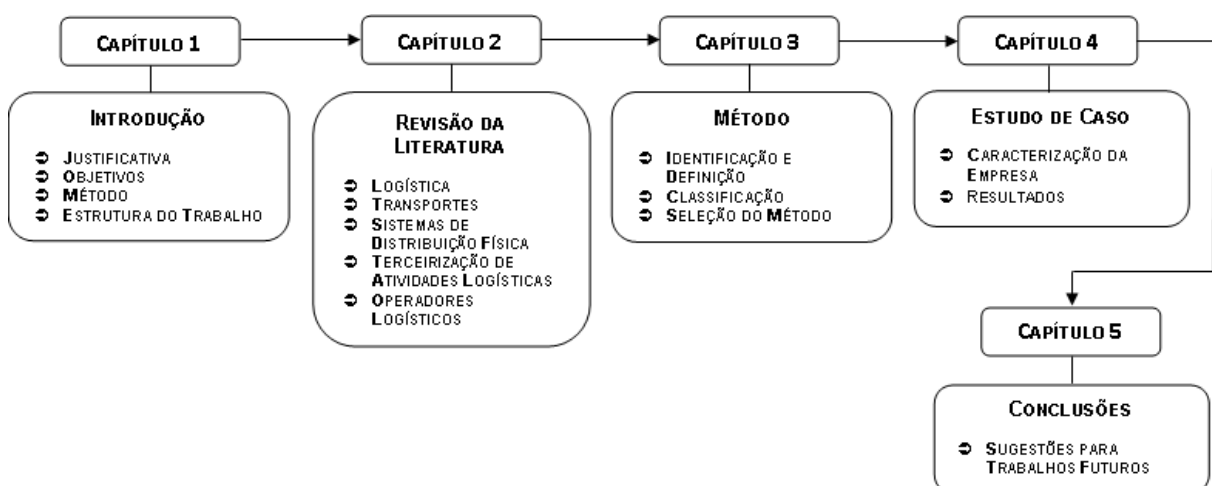 CAPÍTULO 1
INTRODUÇÃO
➲ JUSTIFICATIVA
➲ OBJETIVOS
➲ MÉTODO
➲ ESTRUTURA DO TRABALHO
CAPÍTULO 2
REVISÃO DA
LITERATURA
➲ LOGÍSTICA
➲ TRANSPORTES
➲ SISTEMAS DE
DISTRIBUIÇÃO FÍSICA
➲ TERCEIRIZAÇÃO DE
ATIVIDADES LOGÍSTICAS
➲ OPERADORES
LOGÍSTICOS
CAPÍTULO 3
MÉTODO
➲ IDENTIFICAÇÃO E
DEFINIÇÃO
➲ CLASSIFICAÇÃO
➲ SELEÇÃO DO MÉTODO
CAPÍTULO 4
ESTUDO DE CASO
➲ CARACTERIZAÇÃO DA
EMPRESA
➲ RESULTADOS
CAPÍTULO 5
CONCLUSÕES
➲ SUGESTÕES PARA
TRABALHOS FUTUROS